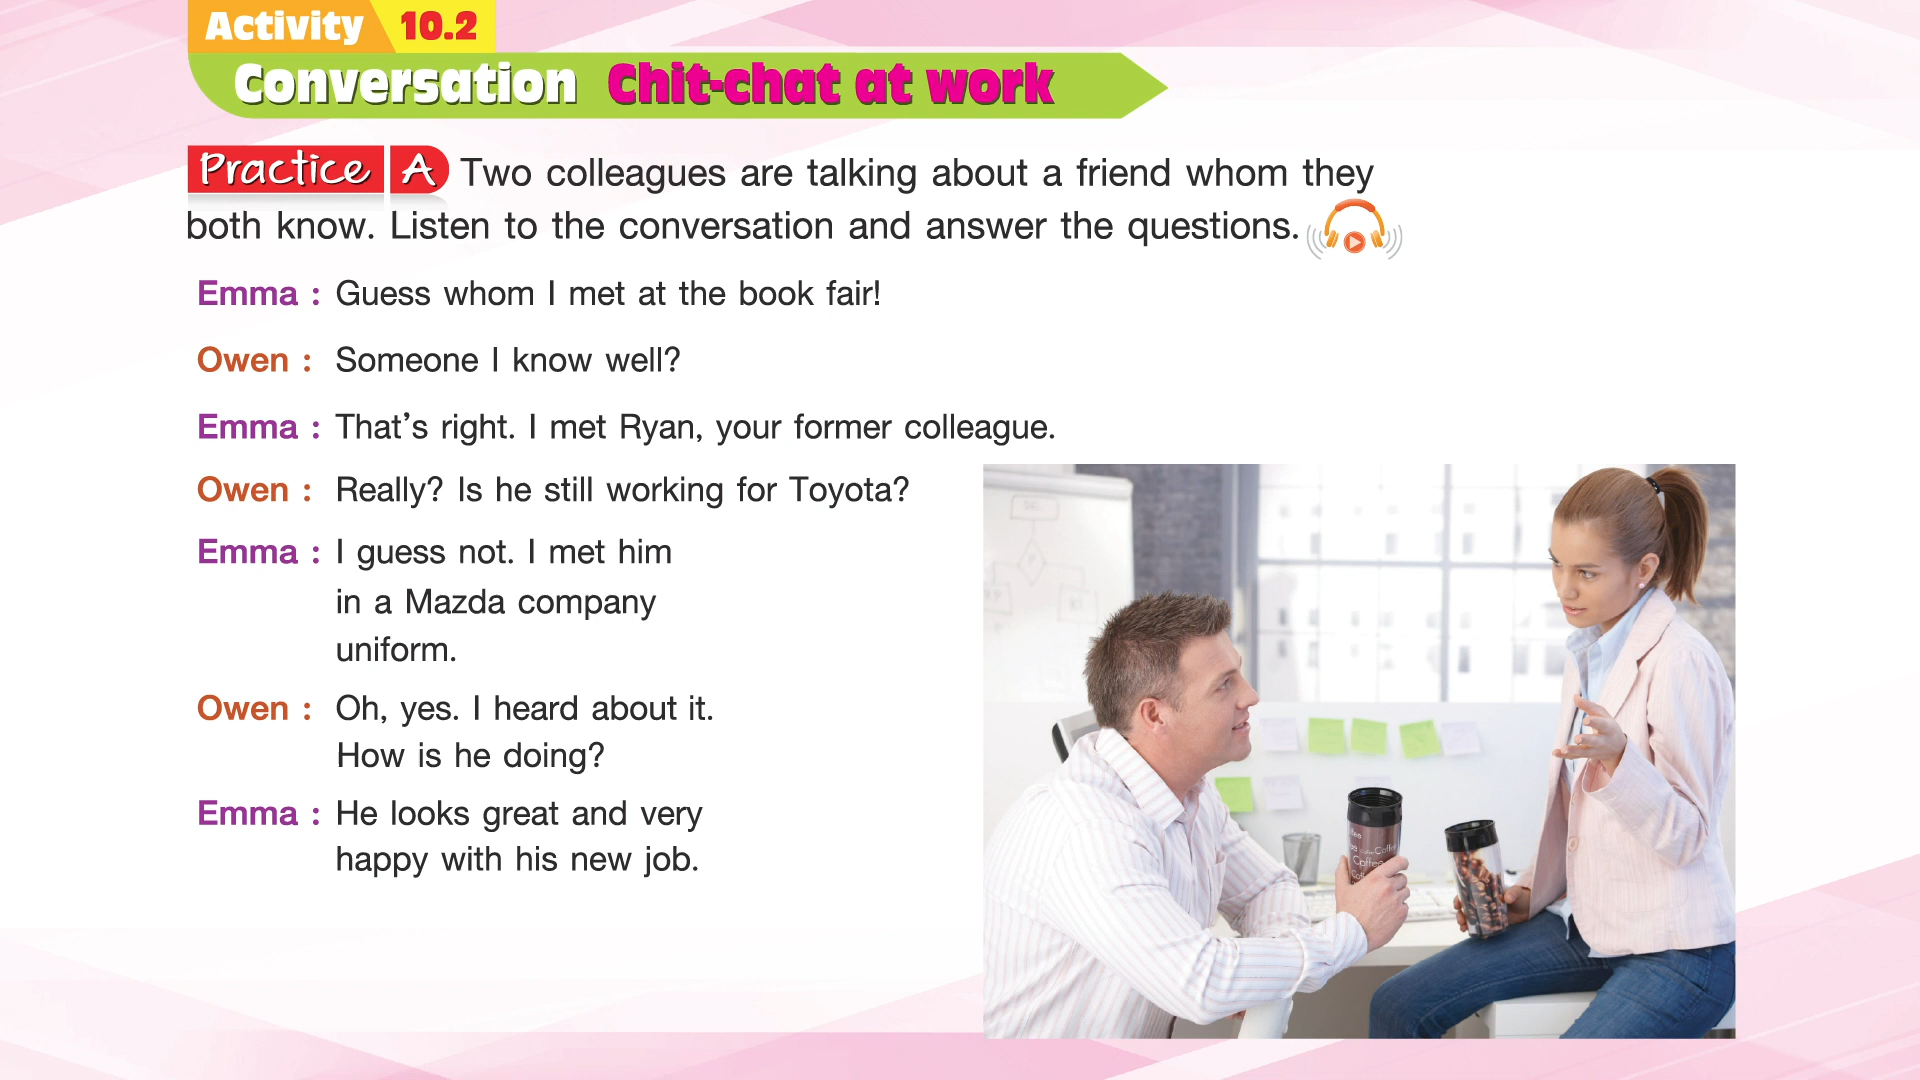 Activity 10.2
Conversation Chit-chat at work
Practice A Two colleagues are talking about a friend whom they
both know. Listen to the conversation and answer the questions.
Emma : Guess whom I met at the book fair!
Owen : Someone I know well?
Emma : That’s right. I met Ryan, your former colleague.
Owen : Really? Is he still working for Toyota?
Emma : I guess not. I met him
in a Mazda company
uniform.
Owen : Oh, yes. I heard about it.
How is he doing?
Emma : He looks great and very
happy with his new job.
Coffee
Coffee